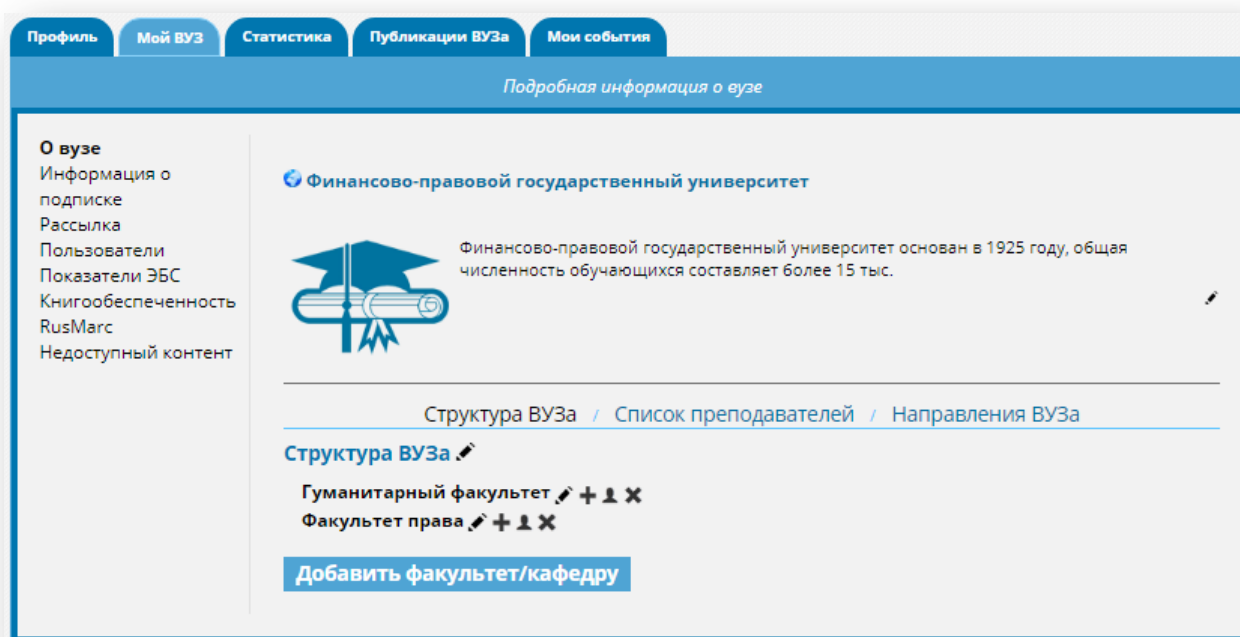 Профиль
Мой ВУЗ
Статистика
Публикации ВУЗа
Мои события
Подробная информация о вузе
О вузе
Информация о
подписке
Рассылка
Пользователи
Показатели ЭБС
Книгообеспеченность
RusMarc
Недоступный контент
Финансово-правовой государственный университет
Финансово-правовой государственный университет основан в 1925 году, общая
численность обучающихся составляет более 15 тыс.
Структура ВУЗа / Список преподавателей / Направления ВУЗа
Структура ВУЗа
Гуманитарный факультет
Факультет права
Добавить факультет/кафедру